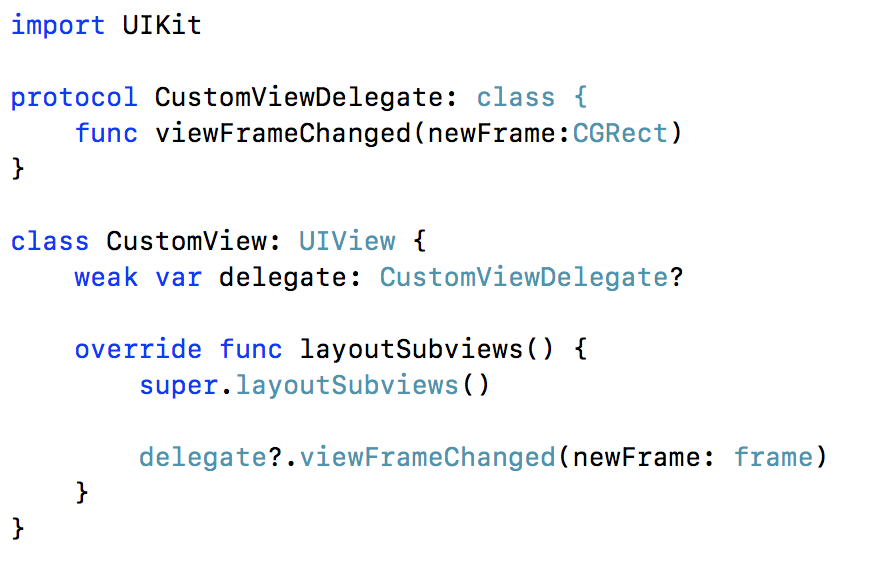 import UIKit
protocol CustomViewDelegate: class {
    func viewFrameChanged(newFrame:CGRect)
}
class CustomView: UIView {
    weak var delegate: CustomViewDelegate?
    override func layoutSubviews() {
        super.layoutSubviews()
        delegate?.viewFrameChanged(newFrame: frame)
    }
}